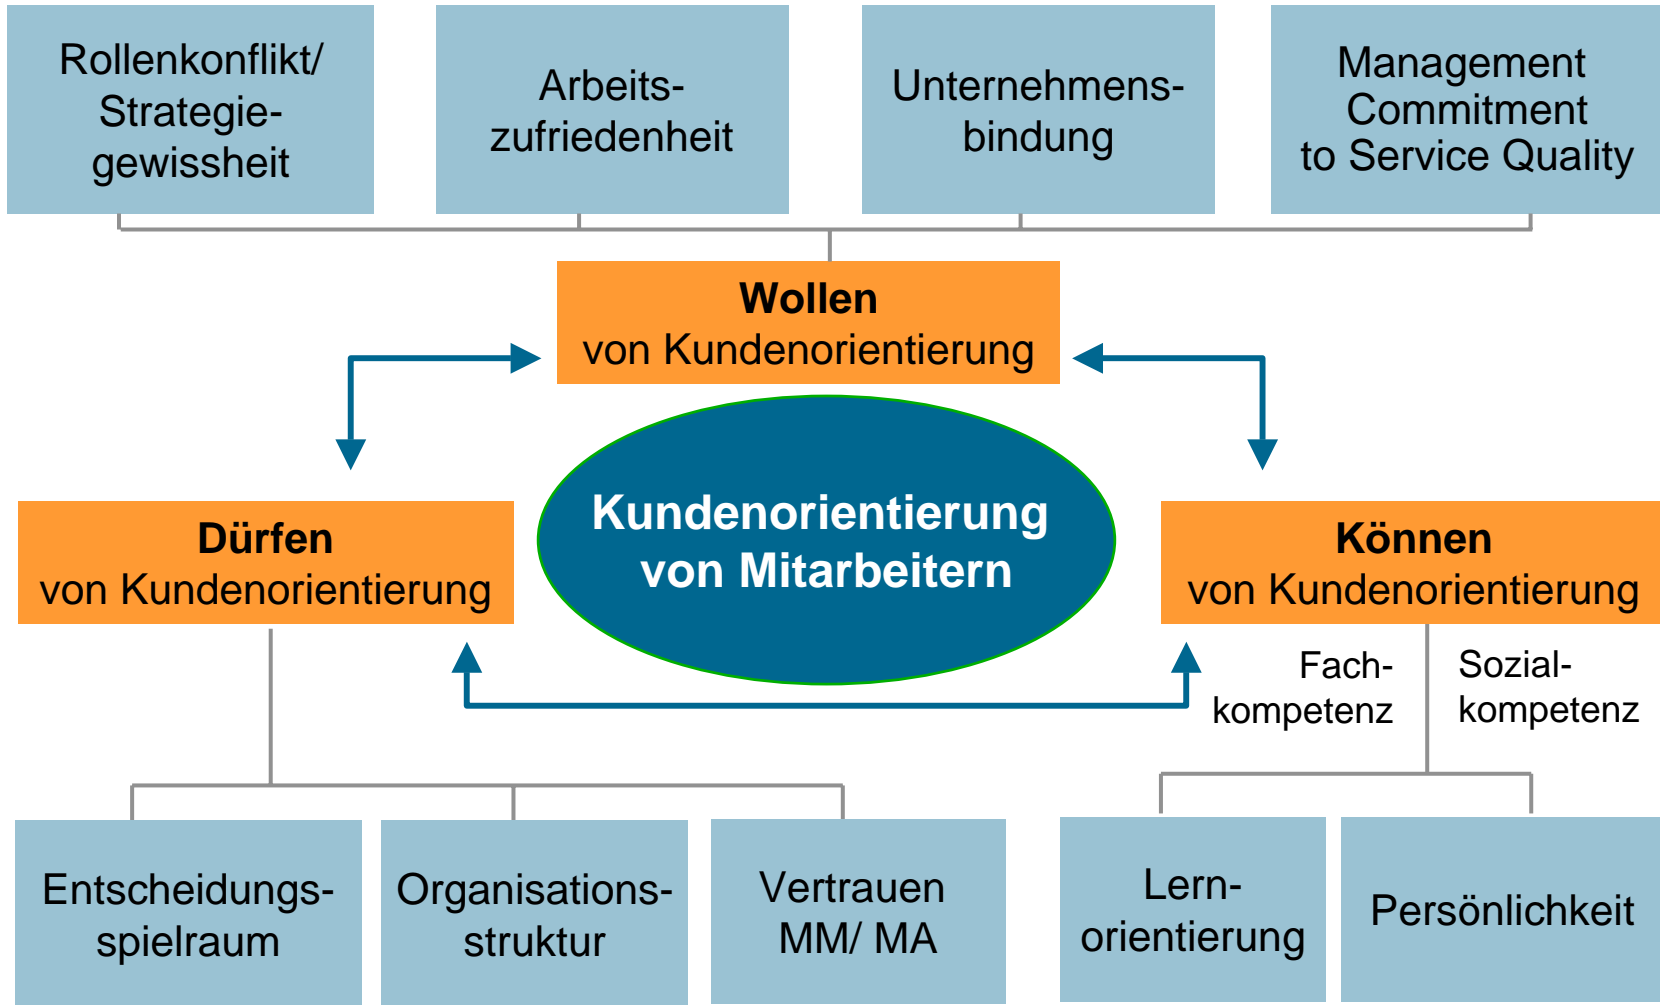 Rollenkonflikt/
Strategie-
gewissheit
Arbeits-
zufriedenheit
Unternehmens-
bindung
Management
Commitment
to Service Quality
Wollen
von Kundenorientierung
Kundenorientierung
von Mitarbeitern
Dürfen
von Kundenorientierung
Können
von Kundenorientierung
Fach-
kompetenz
Sozial-
kompetenz
Entscheidungs-
spielraum
Organisations-
struktur
Vertrauen
MM/ MA
Lern-
orientierung
Persönlichkeit